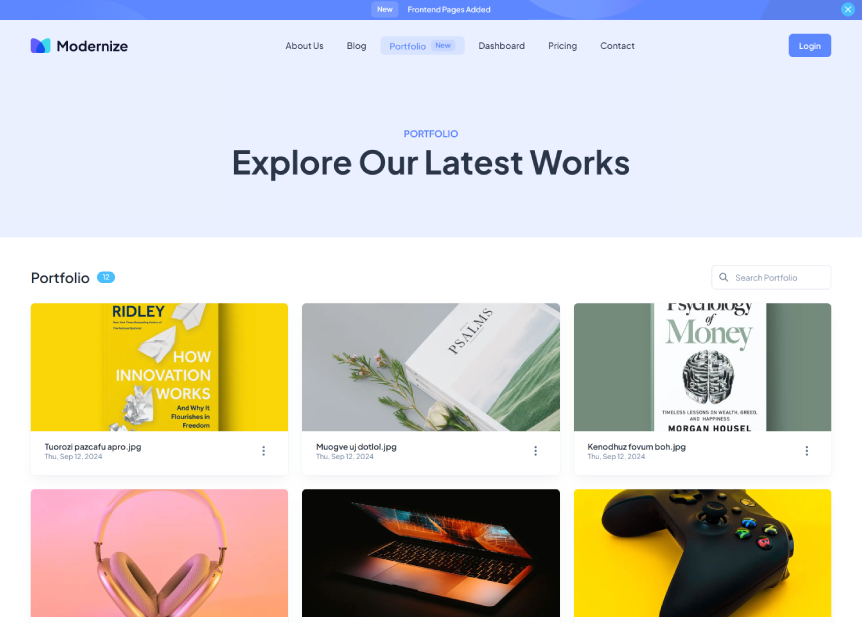 New Frontend Pages Added
Modernize
About Us Blog Portfolio New Dashboard Pricing Contact
Login
PORTFOLIO
Explore Our Latest Works
Portfolio 12
Search Portfolio
RIDLEY
HOW
INNOVATION
WORKS
And Why It
Flourishes in
Freedom
PSALMS
Psychology
of
Money
TIMELESS LESSONS ON WEALTH, GREED,
AND HAPPINESS
MORGAN HOUSEL
Tuorozi pazcafu apro.jpg
Thu, Sep 12, 2024
Muogve uj dotlol.jpg
Thu, Sep 12, 2024
Kenodhuz fovum boh.jpg
Thu, Sep 12, 2024